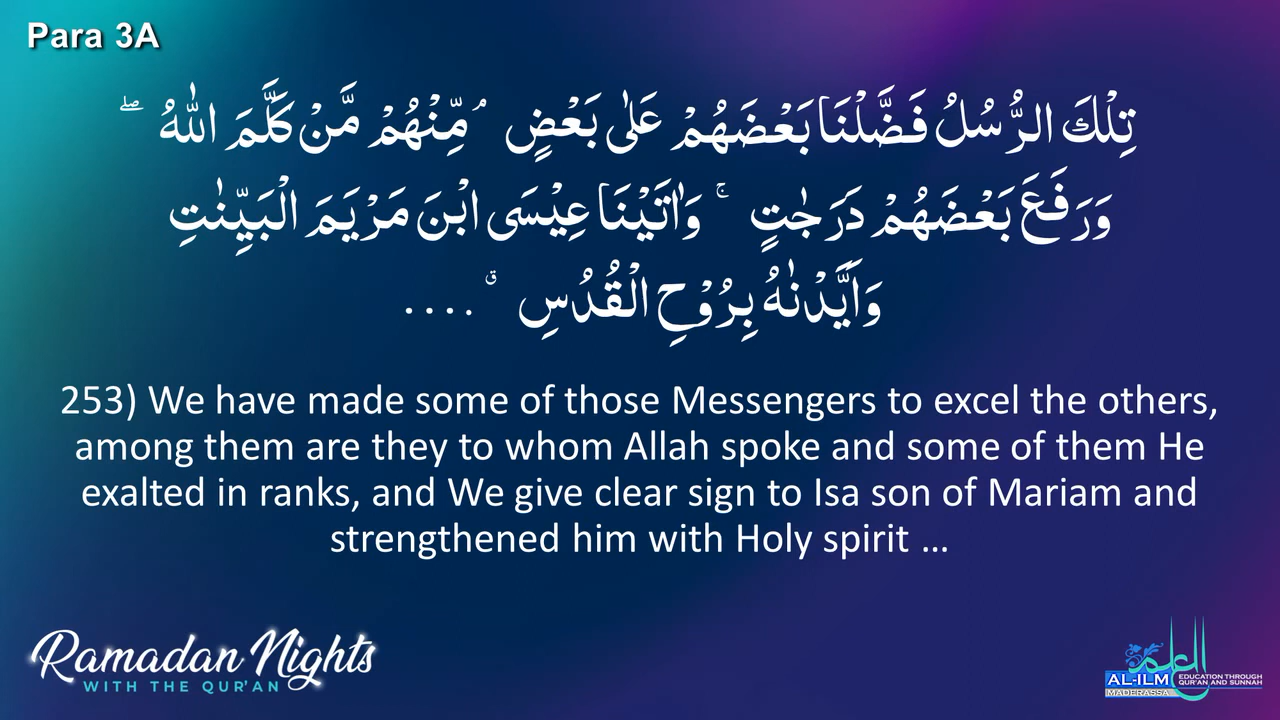 Para 3A
تِلْكَ الرُّسُلُ فَضَّلْنَا بَعْضَهُمْ عَلٰی بَعْضٍ ۘ مِّنْهُمْ مَّنْ كَلَّمَ اللّٰهُ ۖ
وَرَفَعَ بَعْضَهُمْ دَرَجٰتٍ ۚ وَاٰتَیْنَا عِیْسَی ابْنَ مَرْیَمَ الْبَیِّنٰتِ
وَاَیَّدْنٰهُ بِرُوْحِ الْقُدُسِ ۗ ....
253) We have made some of those Messengers to excel the others,
among them are they to whom Allah spoke and some of them He
exalted in ranks, and We give clear sign to Isa son of Mariam and
strengthened him with Holy spirit ...
Ramadan Nights
WITH THE QUR'AN
العلم
AL-ILM
MADERASSA
EDUCATION THROUGH
QUR'AN AND SUNNAH